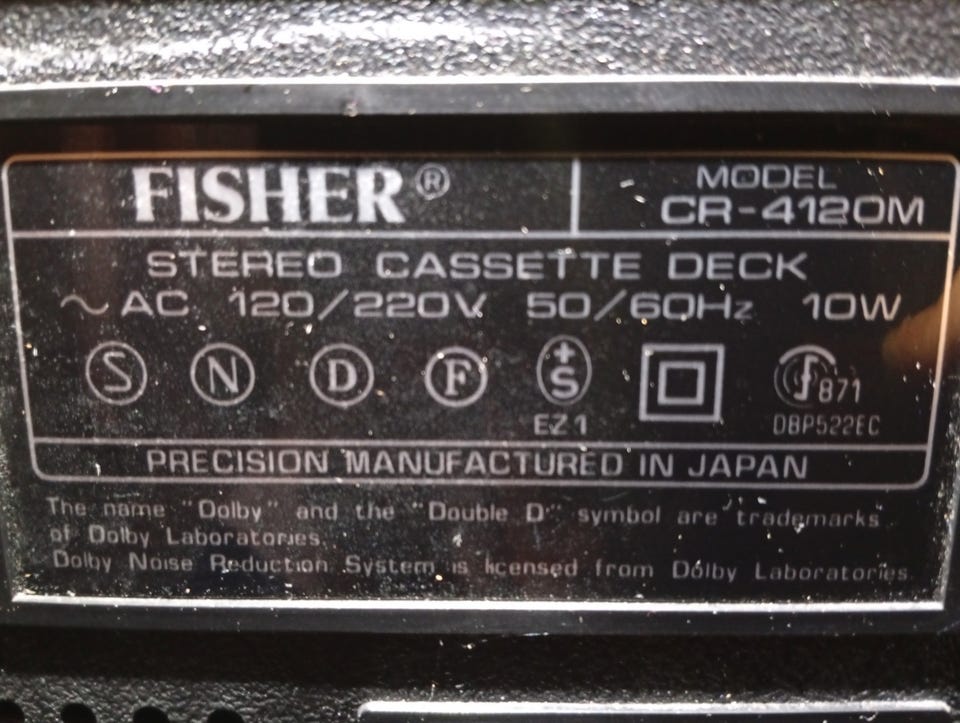 FISHER®
MODEL
CR-4120M
STEREO CASSETTE DECK
~ AC 120/220V 50/60Hz 10W
S N D F +S 871
EZ1 DBP522EC
PRECISION MANUFACTURED IN JAPAN
The name "Dolby" and the "Double D" symbol are trademarks
of Dolby Laboratories.
Dolby Noise Reduction System is licensed from Dolby Laboratories.